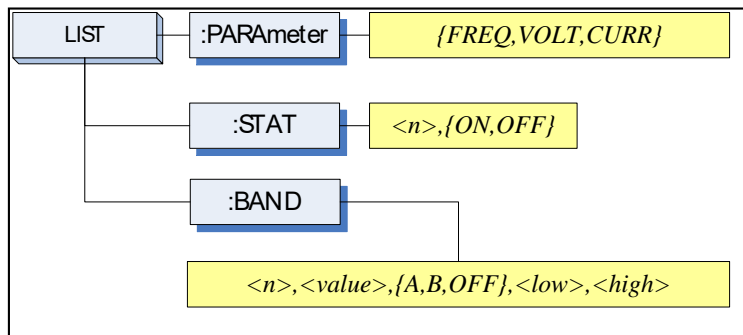 LIST
:PARAmeter
{FREQ,VOLT,CURR}
:STAT
<n>,{ON,OFF}
:BAND
<n>,<value>,{A,B,OFF},<low>,<high>